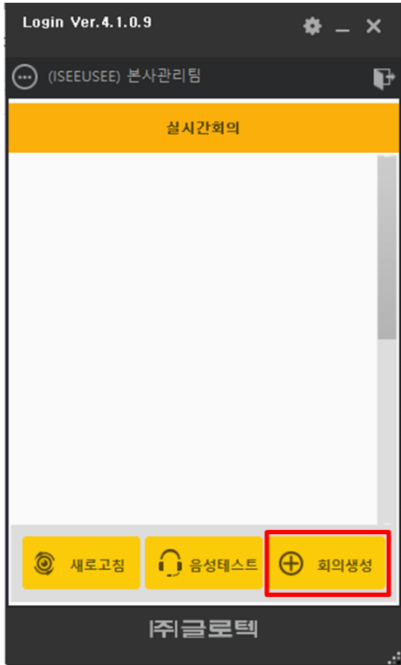 Login Ver.4.1.0.9
(ISEEUSEE) 본사관리팀
실시간회의
새로고침 음성테스트 회의생성
㈜글로텍